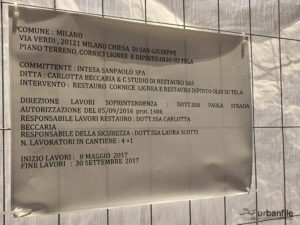 COMUNE : MILANO
VIA VERDI , 20121 MILANO CHIESA DI SAN GIUSEPPE
PIANO TERRENO, CORNICI LIGNEE E DIPINTO OLIO SU TELA
COMMITTENTE : INTESA SANPAOLO SPA
DITTA : CARLOTTA BECCARIA & C STUDIO DI RESTAURO SAS
INTERVENTO : RESTAURO CORNICE LIGNEA E RESTAURO DIPINTO OLIO SU TELA
DIREZIONE LAVORI SOPRINTENDENZA : DOTT.SSA PAOLA STRADA
AUTORIZZAZIONE DEL 05/09/2016 prot.1606
RESPONSABILE LAVORI RESTAURO : DOTT.SSA CARLOTTA
BECCARIA
RESPONSABILE DELLA SICUREZZA : DOTT.SSA LAURA SCOTTI
N. LAVORATORI IN CANTIERE : 4 +1
INIZIO LAVORI : 8 MAGGIO 2017
FINE LAVORI : 30 SETTEMBRE 2017
urbanfile